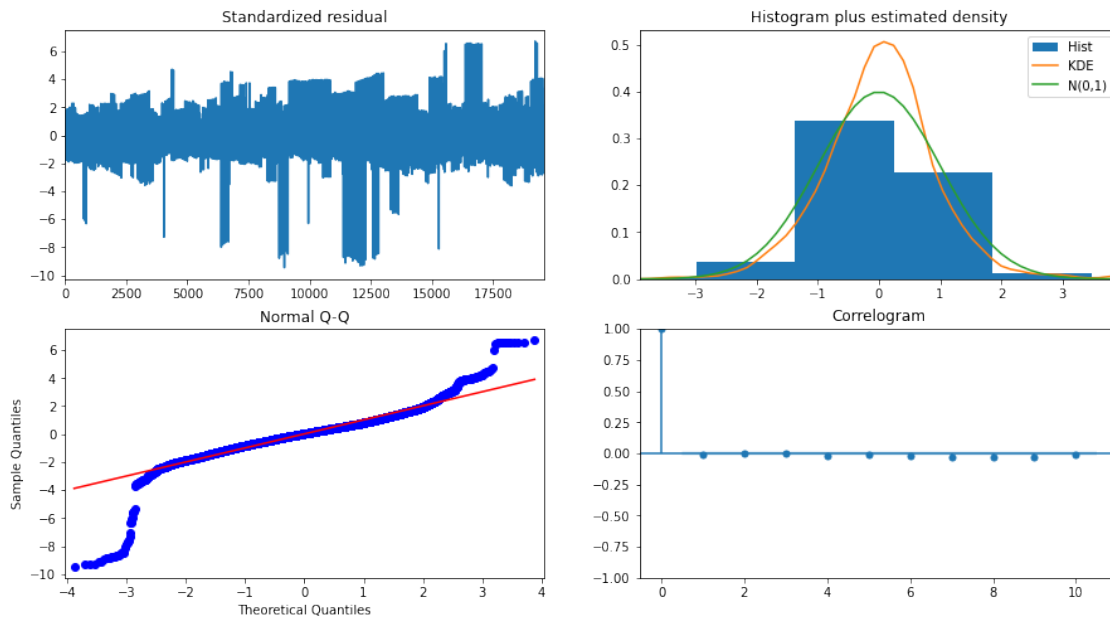 Standardized residual
6
4
2
0
−2
−4
−6
−8
−10
0 2500 5000 7500 10000 12500 15000 17500
Histogram plus estimated density
0.5
0.4
0.3
0.2
0.1
0.0
−3 −2 −1 0 1 2 3
Hist
KDE
N(0,1)
Normal Q-Q
Sample Quantiles
6
4
2
0
−2
−4
−6
−8
−10
−4 −3 −2 −1 0 1 2 3 4
Theoretical Quantiles
Correlogram
1.00
0.75
0.50
0.25
0.00
−0.25
−0.50
−0.75
−1.00
0 2 4 6 8 10